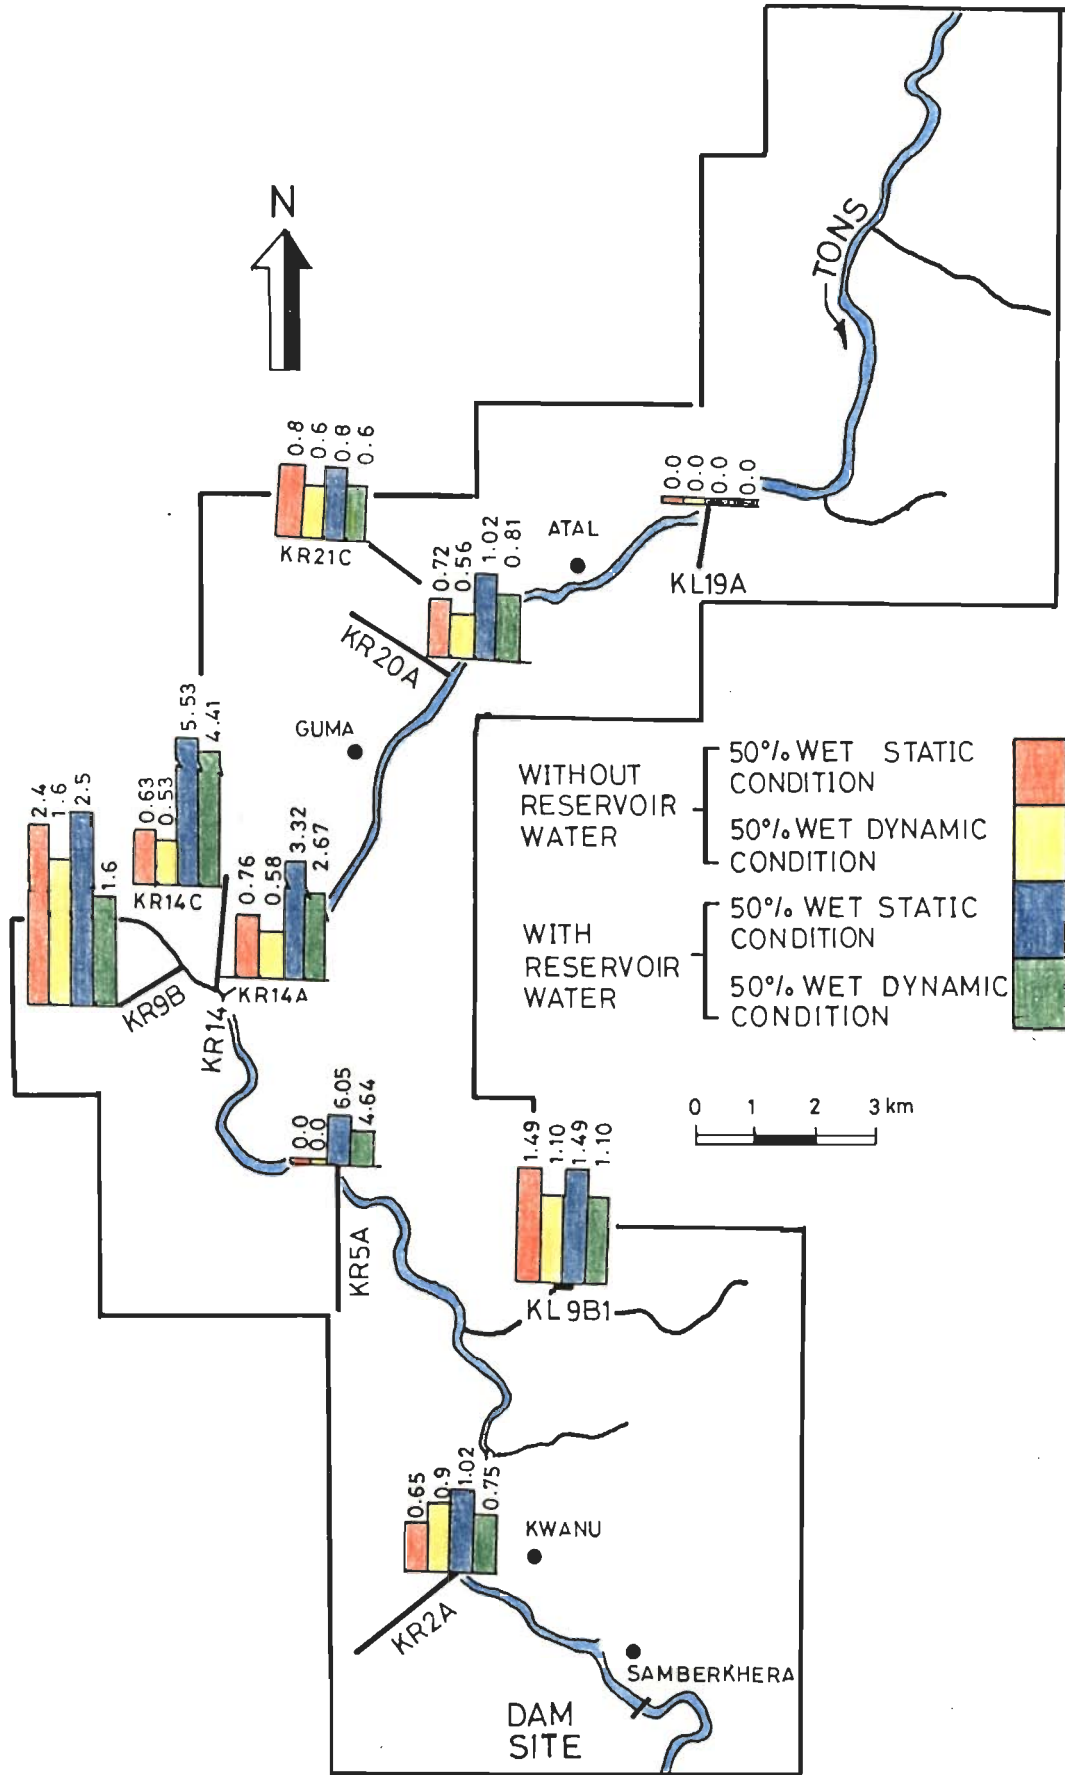 N
TONS
0.8
0.6
0.8
0.6
KR21C
0.0
0.0
0.0
0.0
KL19A
ATAL
0.72
0.56
1.02
0.81
KR20A
GUMA
0.63
0.53
5.53
4.41
KR14C
2.4
1.6
2.5
1.6
KR9B
0.76
0.58
3.32
2.67
KR14A
KR14
WITHOUT
RESERVOIR
WATER
50% WET STATIC
CONDITION
50% WET DYNAMIC
CONDITION
WITH
RESERVOIR
WATER
50% WET STATIC
CONDITION
50% WET DYNAMIC
CONDITION
0 1 2 3 km
0.0
0.0
6.05
4.64
KR5A
1.49
1.10
1.49
1.10
KL9B1
0.65
0.9
1.02
0.75
KR2A
KWANU
SAMBERKHERA
DAM
SITE